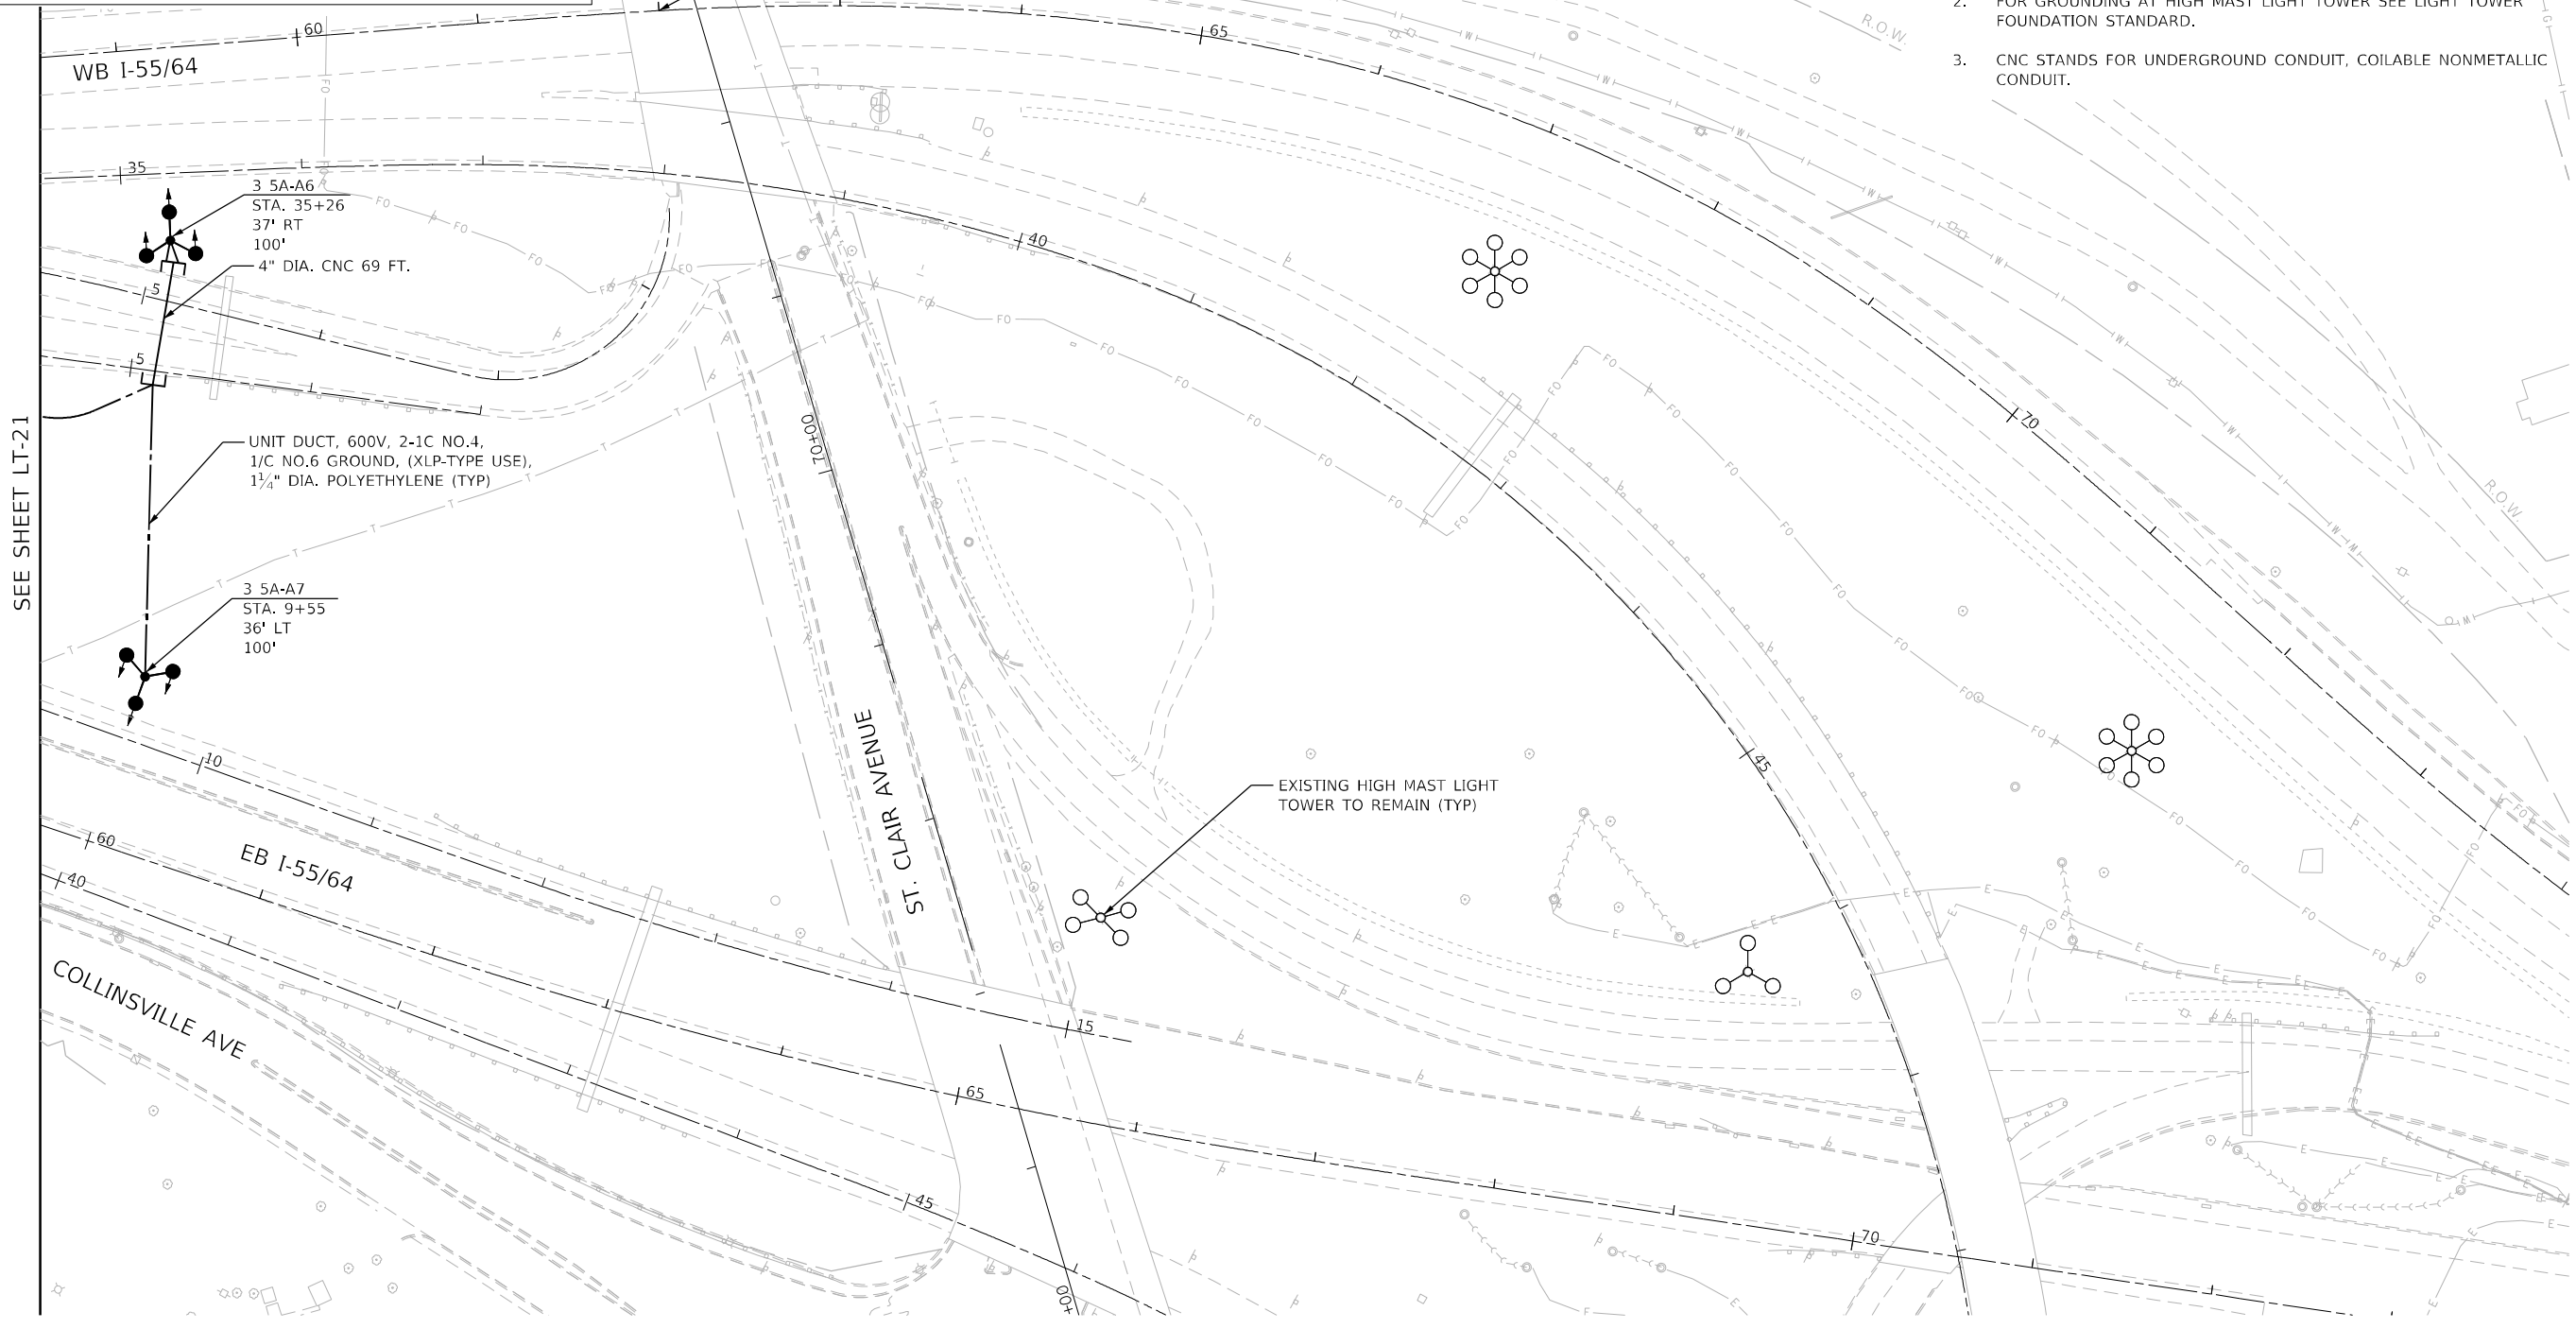 2. FOR GROUNDING AT HIGH MAST LIGHT TOWER SEE LIGHT TOWER
FOUNDATION STANDARD.
3. CNC STANDS FOR UNDERGROUND CONDUIT, COILABLE NONMETALLIC
CONDUIT.
R.O.W.
60
65
WB I-55/64
35
3 5A-A6
STA. 35+26
37' RT
100'
4" DIA. CNC 69 FT.
40
5
5
70
10+00
SEE SHEET LT-21
UNIT DUCT, 600V, 2-1C NO.4,
1/C NO.6 GROUND, (XLP-TYPE USE),
1¼" DIA. POLYETHYLENE (TYP)
R.O.W.
3 5A-A7
STA. 9+55
36' LT
100'
ST. CLAIR AVENUE
10
45
EXISTING HIGH MAST LIGHT
TOWER TO REMAIN (TYP)
60
EB I-55/64
40
COLLINSVILLE AVE
15
65
45
70
+00